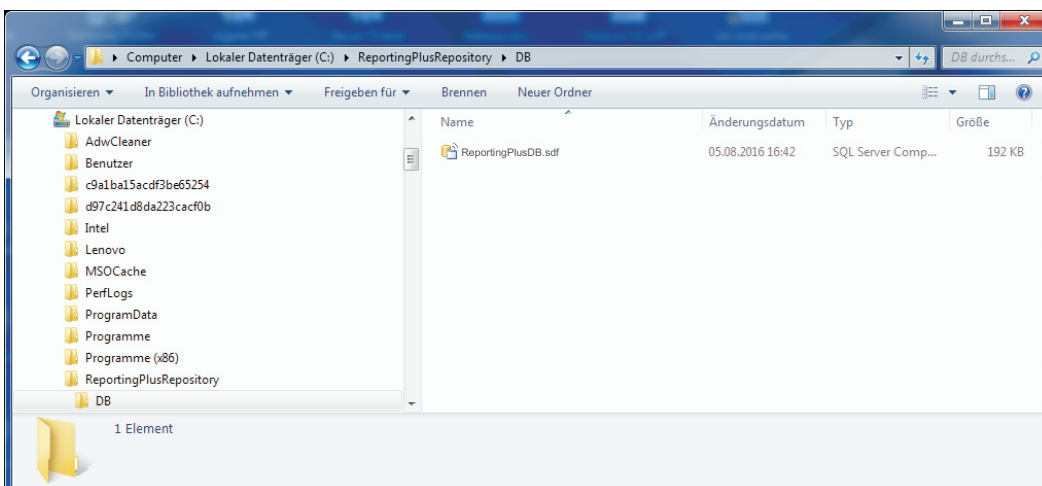 Computer Lokaler Datenträger (C:) ReportingPlusRepository DB
DB durchs...
Organisieren In Bibliothek aufnehmen Freigeben für Brennen Neuer Ordner
Lokaler Datenträger (C:)
AdwCleaner
Benutzer
c9a1ba15acdf3be65254
d97c241d8da223cacf0b
Intel
Lenovo
MSOCache
PerfLogs
ProgramData
Programme
Programme (x86)
ReportingPlusRepository
DB
Name Änderungsdatum Typ Größe
ReportingPlusDB.sdf 05.08.2016 16:42 SQL Server Comp... 192 KB
1 Element